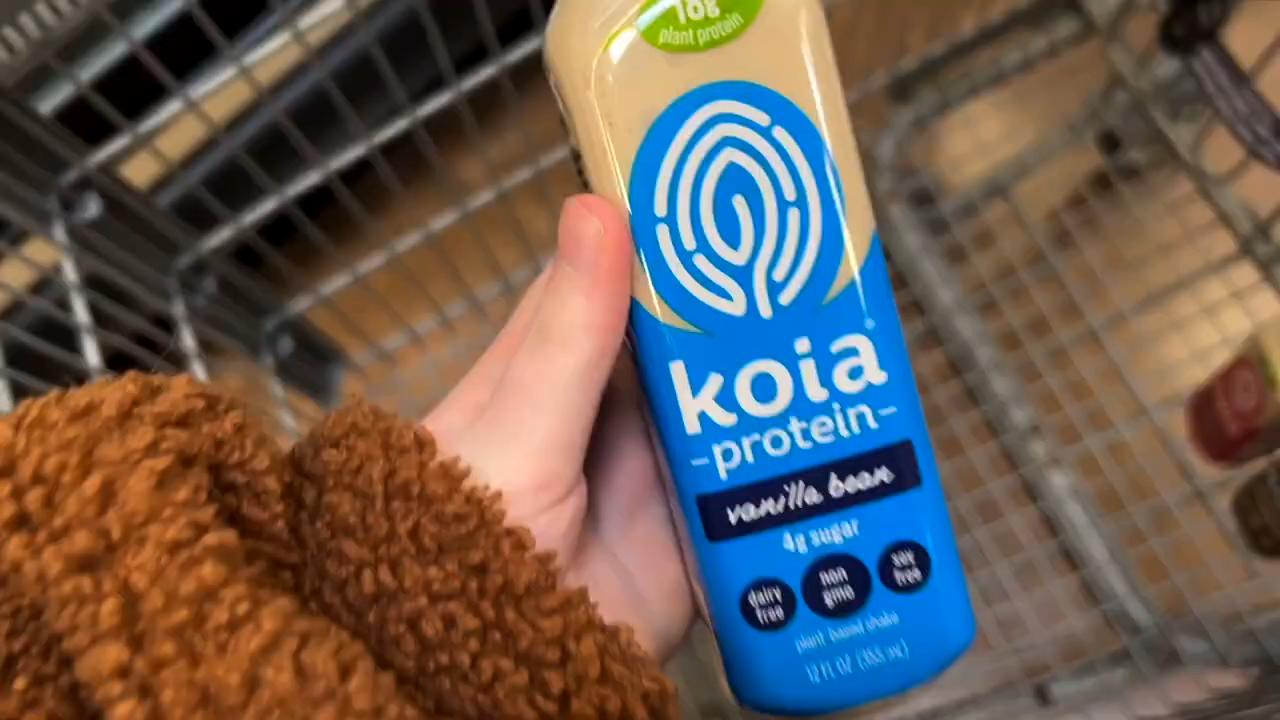 18g
plant protein
koia
-protein-
vanilla bean
4g sugar
dairy
free
non
gmo
soy
free
plant-based shake
12 fl oz (355 mL)